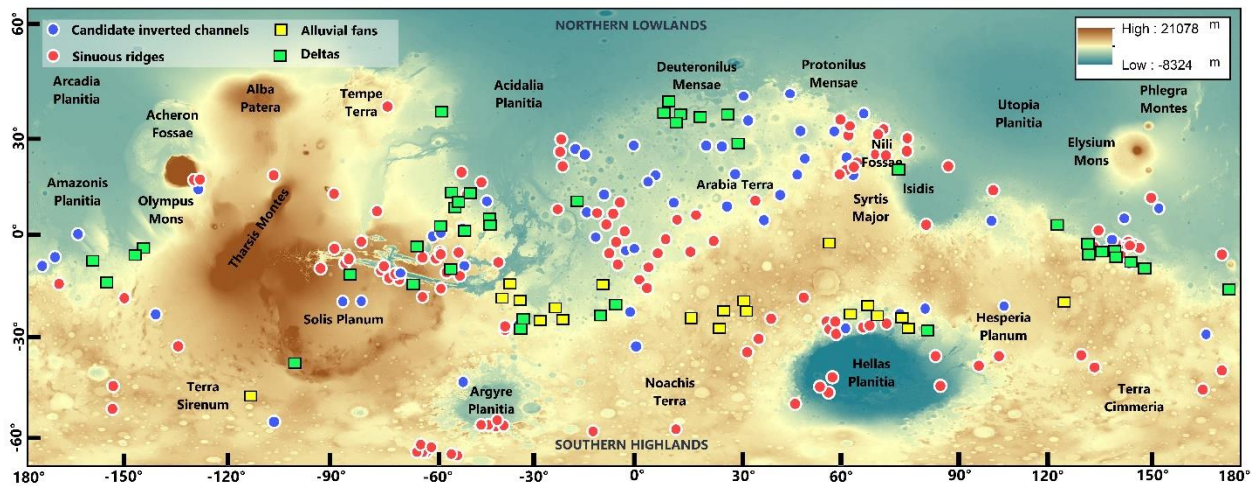 60°
30°
0°
-30°
-60°
NORTHERN LOWLANDS
Candidate inverted channels
Sinuous ridges
Alluvial fans
Deltas
High : 21078 m
Low : -8324 m
Arcadia
Planitia
Alba
Patera
Tempe
Terra
Acidalia
Planitia
Deuteronilus
Mensae
Protonilus
Mensae
Utopia
Planitia
Phlegra
Montes
Acheron
Fossae
Elysium
Mons
Nili
Fossae
Amazonis
Planitia
Olympus
Mons
Tharsis Montes
Arabia Terra
Syrtis
Major
Isidis
Solis Planum
Hesperia
Planum
Terra
Sirenum
Argyre
Planitia
Noachis
Terra
Hellas
Planitia
Terra
Cimmeria
SOUTHERN HIGHLANDS
180°
-150°
-120°
-90°
-60°
-30°
0°
30°
60°
90°
120°
150°
180°